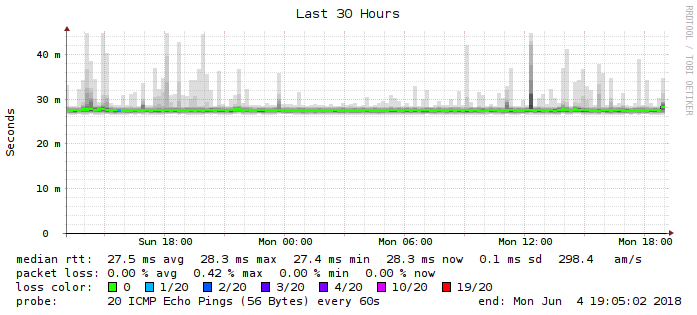 Last 30 Hours
RRDTOOL / TOBI OETIKER
Seconds
40 m
30 m
20 m
10 m
0
Sun 18:00 Mon 00:00 Mon 06:00 Mon 12:00 Mon 18:00
median rtt: 27.5 ms avg 28.3 ms max 27.4 ms min 28.3 ms now 0.1 ms sd 298.4 am/s
packet loss: 0.00 % avg 0.42 % max 0.00 % min 0.00 % now
loss color: 0 1/20 2/20 3/20 4/20 10/20 19/20
probe: 20 ICMP Echo Pings (56 Bytes) every 60s end: Mon Jun 4 19:05:02 2018